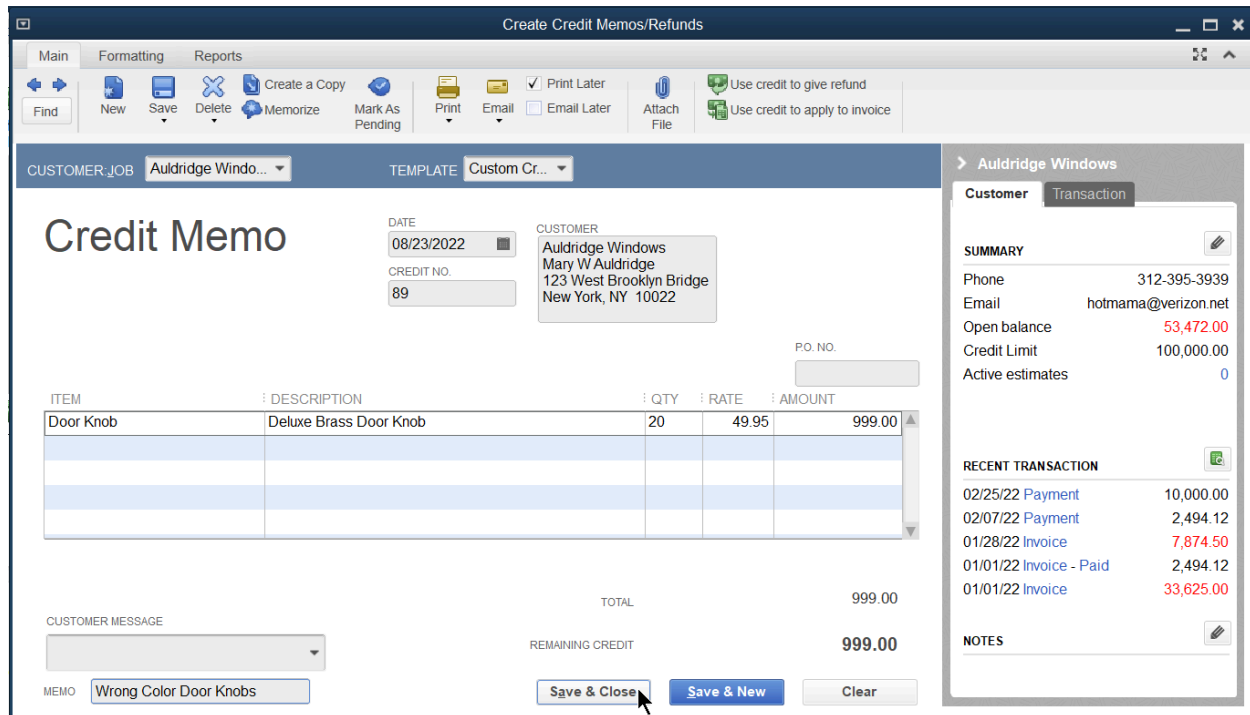 Create Credit Memos/Refunds
Main Formatting Reports
Find New Save Delete Create a Copy Memorize Mark As Pending Print Email Print Later Email Later Attach File Use credit to give refund Use credit to apply to invoice
CUSTOMER:JOB Auldridge Windo... TEMPLATE Custom Cr...
Credit Memo
DATE
08/23/2022
CREDIT NO.
89
CUSTOMER
Auldridge Windows
Mary W Auldridge
123 West Brooklyn Bridge
New York, NY 10022
P.O. NO.
ITEM DESCRIPTION QTY RATE AMOUNT
Door Knob Deluxe Brass Door Knob 20 49.95 999.00
TOTAL 999.00
CUSTOMER MESSAGE
REMAINING CREDIT 999.00
MEMO Wrong Color Door Knobs
Save & Close Save & New Clear
Auldridge Windows
Customer Transaction
SUMMARY
Phone 312-395-3939
Email hotmama@verizon.net
Open balance 53,472.00
Credit Limit 100,000.00
Active estimates 0
RECENT TRANSACTION
02/25/22 Payment 10,000.00
02/07/22 Payment 2,494.12
01/28/22 Invoice 7,874.50
01/01/22 Invoice - Paid 2,494.12
01/01/22 Invoice 33,625.00
NOTES